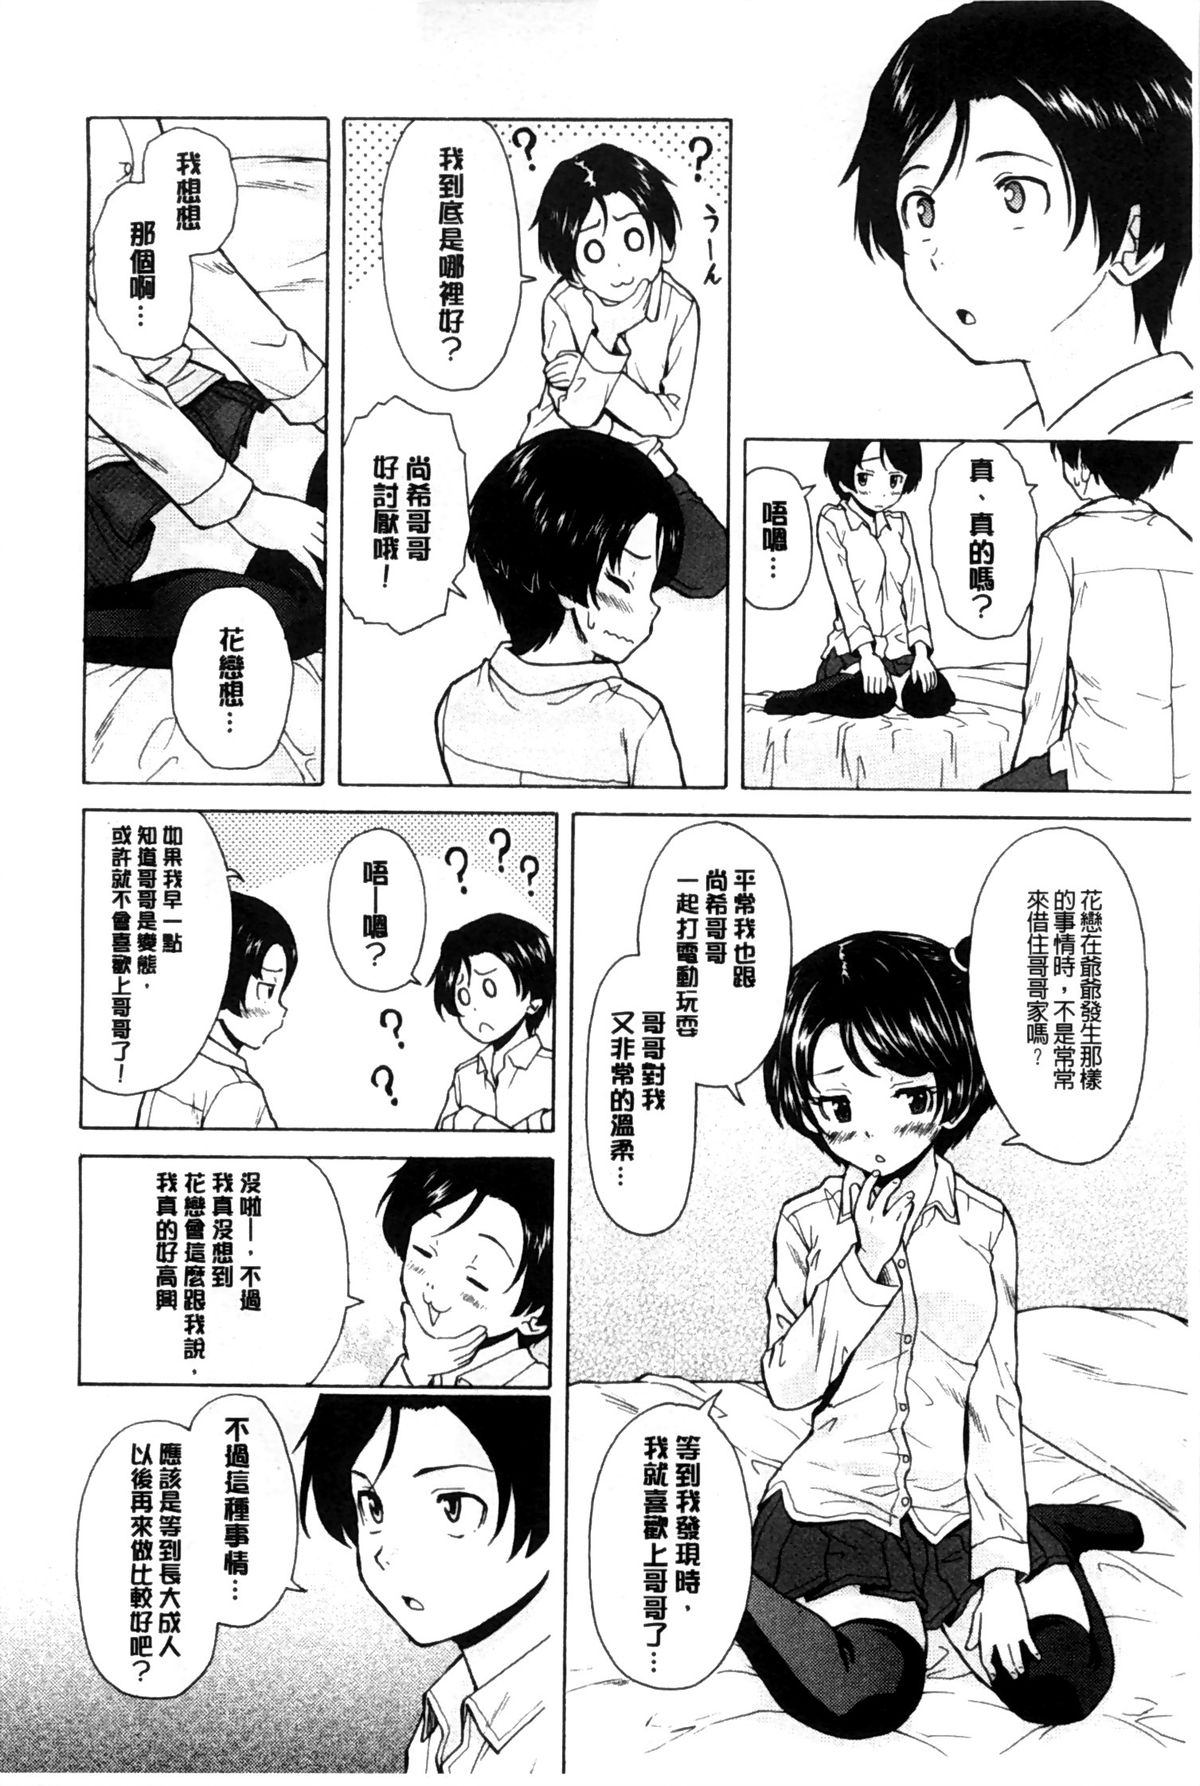 真、真的嗎？
唔嗯…
我到底是哪裡好？
うーん
尚希哥哥
好討厭哦！
我想想
那個啊…
花戀想…
花戀在爺爺發生那樣
的事情時，不是常常
來借住哥哥家嗎？
平常我也跟
尚希哥哥
一起打電動玩耍
哥哥對我
又非常的溫柔…
等到我發現時，
我就喜歡上哥哥了…
唔—嗯？
如果我早一點
知道哥哥是變態，
或許就不會喜歡上哥哥了！
沒啦—，不過
我真沒想到
花戀會這麼跟我說，
我真的好高興
不過這種事情…
應該是等到長大成人
以後再來做比較好吧？